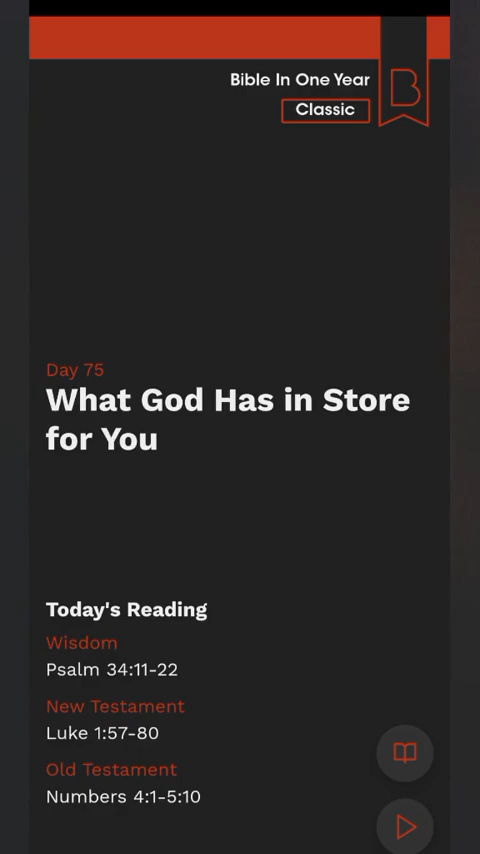 Bible In One Year
Classic
Day 75
What God Has in Store
for You
Today's Reading
Wisdom
Psalm 34:11-22
New Testament
Luke 1:57-80
Old Testament
Numbers 4:1-5:10